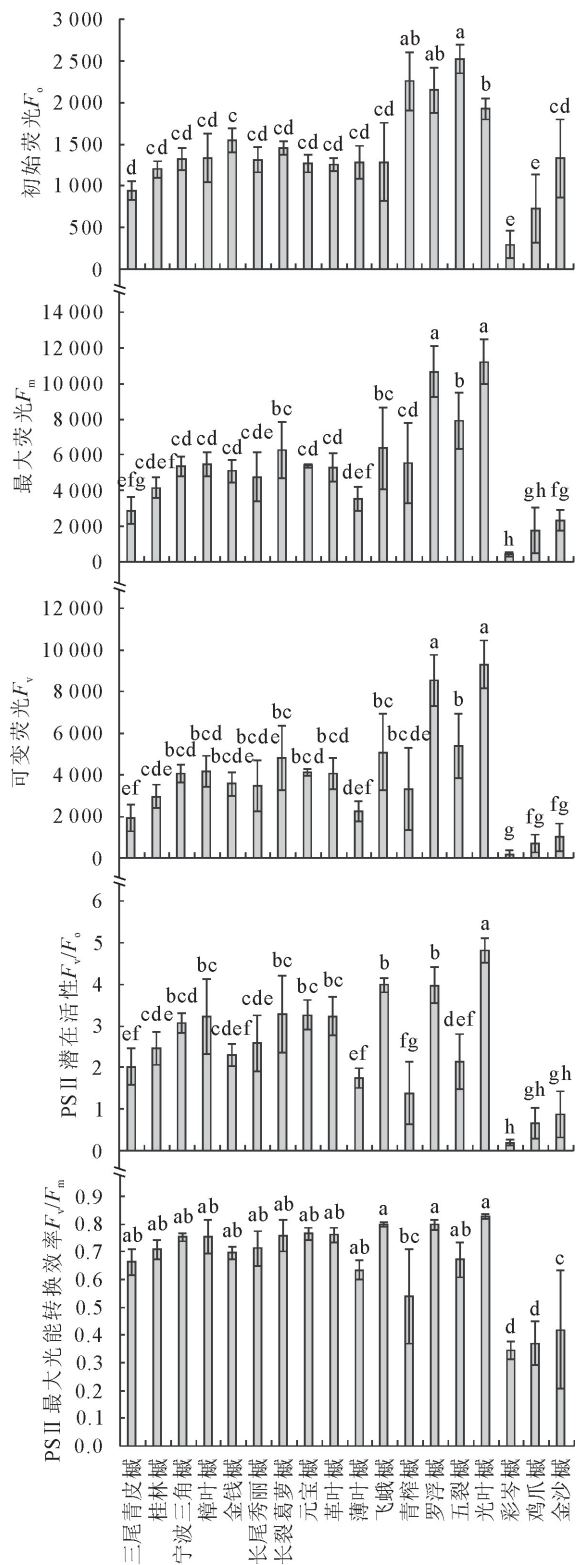 3 000
ab
ab
a
b
2 500
2 000
cd
cd
cd
c
cd
cd
cd
cd
cd
cd
cd
1 500
d
1 000
e
e
500
0
初始荧光Fo
14 000
12 000
a
a
10 000
b
8 000
bc
bc
cd
6 000
cd
cd
cd
cde
cd
cd
4 000
efg
cdef
def
gh
fg
2 000
h
0
最大荧光Fm
12 000
10 000
a
a
8 000
bc
bc
b
6 000
bcd
bcd
bcde
bcde
bcd
bcd
bcde
4 000
ef
cde
def
2 000
g
fg
fg
0
可变荧光Fv
6
5
a
bc
bc
b
b
4
bcd
cde
bc
bc
3
ef
cde
cdef
def
2
ef
fg
gh
gh
1
h
0
PSII 潜在活性Fv/Fo
0.9
ab
ab
ab
ab
ab
ab
ab
ab
ab
ab
a
bc
a
ab
a
0.8
0.7
c
0.6
0.5
d
d
0.4
0.3
0.2
0.1
0.0
PSII 最大光能转换效率Fv/Fm
三尾青皮槭
桂林槭
宁波三角槭
樟叶槭
金钱槭
长尾秀丽槭
长裂葛萝槭
元宝槭
革叶槭
薄叶槭
飞蛾槭
青榨槭
罗浮槭
五裂槭
光叶槭
彩岑槭
鸡爪槭
金沙槭